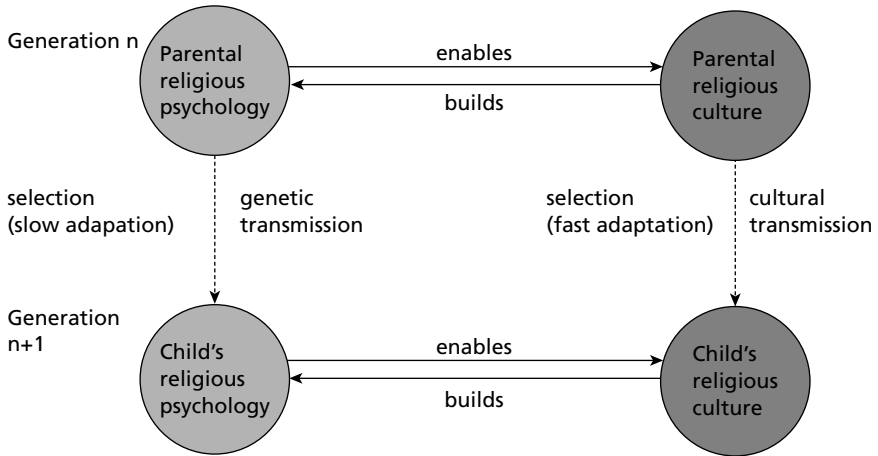 Generation n
Parental
religious
psychology
enables
builds
Parental
religious
culture
selection
(slow adapation)
genetic
transmission
selection
(fast adaptation)
cultural
transmission
Generation
n+1
Child's
religious
psychology
enables
builds
Child's
religious
culture